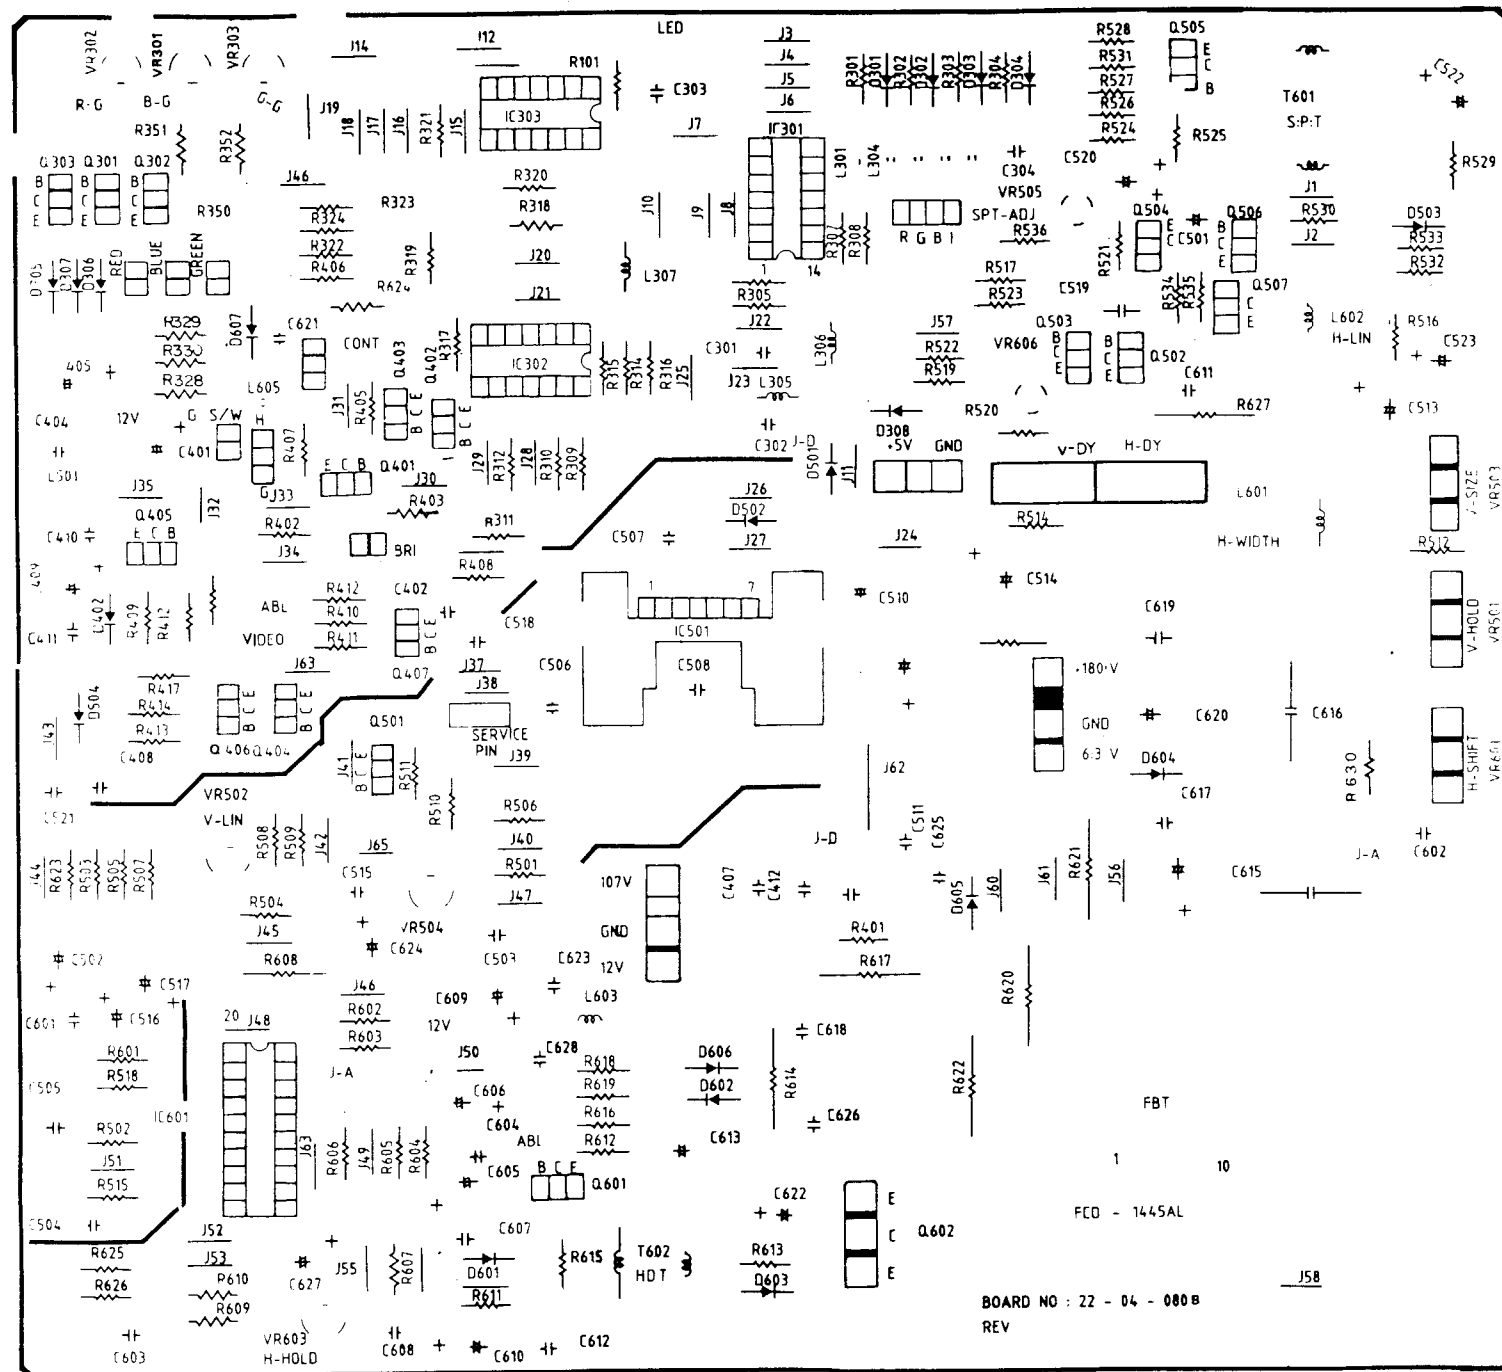 VR302 VR301 VR303 J14 J12 LED J3 R528 Q505
J4 R531 E
R101 J5 R301 D301 R302 D302 R303 D303 R304 D304 R527 C C522
R-G B-G G-G J19 C303 J6 R526 B T601
R351 R352 J18 J17 J16 R321 J15 IC303 J7 IC301 R524 R525 S:P:T
Q303 Q301 Q302 L301 L304 C304 C520 R529
B B B J46 R320 VR505 J1
C C C R323 J10 J9 J8 SPT-ADJ Q504 Q506 R530 D503
E E E R350 R324 R318 R307 R308 R G B I R536 R521 E C C501 B C E J2 R533
R322 R319 J20 R532
D305 D307 D306 RED BLUE GREEN R406 L307 1 14 R517 Q507
R624 J21 R305 R523 C519 R534 R535 C E
R329 D607 C621 J22 J57 Q503 L602 R516
R330 CONT Q403 Q402 R317 IC302 R315 R314 R316 J25 C301 L306 R522 VR606 B C E B C E Q502 H-LIN C523
405 R328 L605 J23 L305 R519 C611
C404 12V G S/W H J31 R405 B C E B C E R520 R627 C513
C401 R407 C302 J-D D308
G Q401 J29 R312 J28 R310 R309 D501 J11 +5V GND V-DY H-DY
J35 J32 J33 E C B J30 J26 L601 V-SIZE VR503
Q405 R402 R403 D502 R514
C410 E C B J34 BRI R311 C507 J27 J24 H-WIDTH R512
R408
C409 R412 C402 1 7 C510 C514
C411 D402 R409 R412 ABL R410 B C E C518 IC501 C619 V-HOLD VR501
VIDEO R411
J63 Q407 J37 C506 C508 +180V
R417 J38
J43 D504 R414 B C E B C E Q501 GND C620 C616
R413 SERVICE PIN 6.3 V
C408 Q406 Q404 J41 B C E R511 J39 J62 D604 R630 H-SHIFT VR601
C521 VR502 R510 C617
V-LIN R508 R509 J42 R506 J-D C511 C625
J44 R623 R503 R505 R507 J65 J40 J61 R621 J56 J-A C602
C515 R501 107V C407 C412 D605 J60 C615
R504 J47
J45 VR504 GND R401
C502 C624 C503 C623 12V R617
R608
C517 J46 C609 L603 R620
C601 C516 20 J48 R602 12V C618
R601 R603 C628
C505 R518 J-A J50 R618 D606 R614 R622
C606 R619 D602 FBT
R502 IC601 C604 R616 C626
J51 J63 R606 J49 R605 R604 ABL R612 C613
R515 C605 B C E Q601 1 10
C504 C622 E FCD - 1445AL
J52 C607 C Q602
R625 J53 J55 R607 R615 T602 R613 E
R626 R610 C627 D601 HDT D603 J58
R609 R611 BOARD NO : 22 - 04 - 080B
VR603 C608 C610 C612 REV
C603 H-HOLD